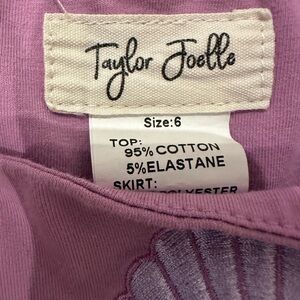 Taylor Joelle
Size:6
TOP:
95% COTTON
5%ELASTANE
SKIRT: